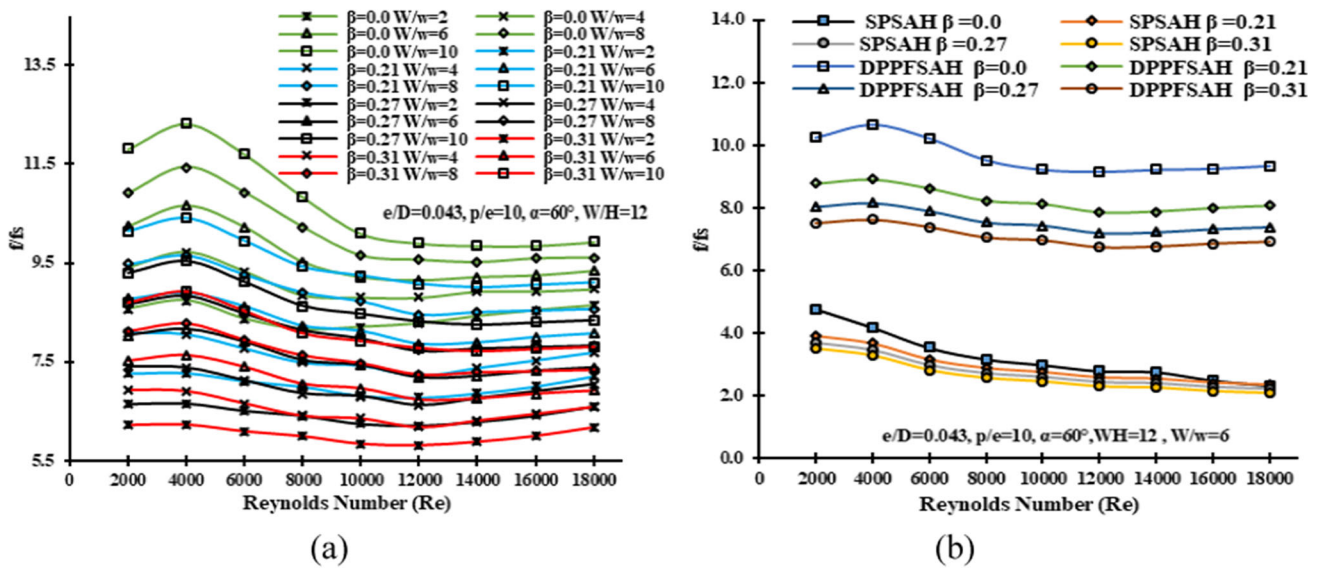 β=0.0 W/w=2 β=0.0 W/w=4
β=0.0 W/w=6 β=0.0 W/w=8
β=0.0 W/w=10 β=0.21 W/w=2
β=0.21 W/w=4 β=0.21 W/w=6
β=0.21 W/w=8 β=0.21 W/w=10
β=0.27 W/w=2 β=0.27 W/w=4
β=0.27 W/w=6 β=0.27 W/w=8
β=0.27 W/w=10 β=0.31 W/w=2
β=0.31 W/w=4 β=0.31 W/w=6
β=0.31 W/w=8 β=0.31 W/w=10
e/D=0.043, p/e=10, α=60°, W/H=12
13.5
11.5
9.5
7.5
5.5
f/fs
0 2000 4000 6000 8000 10000 12000 14000 16000 18000
Reynolds Number (Re)
(a)
SPSAH β=0.0 SPSAH β=0.21
SPSAH β=0.27 SPSAH β=0.31
DPPFSAH β=0.0 DPPFSAH β=0.21
DPPFSAH β=0.27 DPPFSAH β=0.31
14.0
12.0
10.0
8.0
6.0
4.0
2.0
0.0
f/fs
e/D=0.043, p/e=10, α=60°,WH=12 , W/w=6
0 2000 4000 6000 8000 10000 12000 14000 16000 18000
Reynolds Number (Re)
(b)